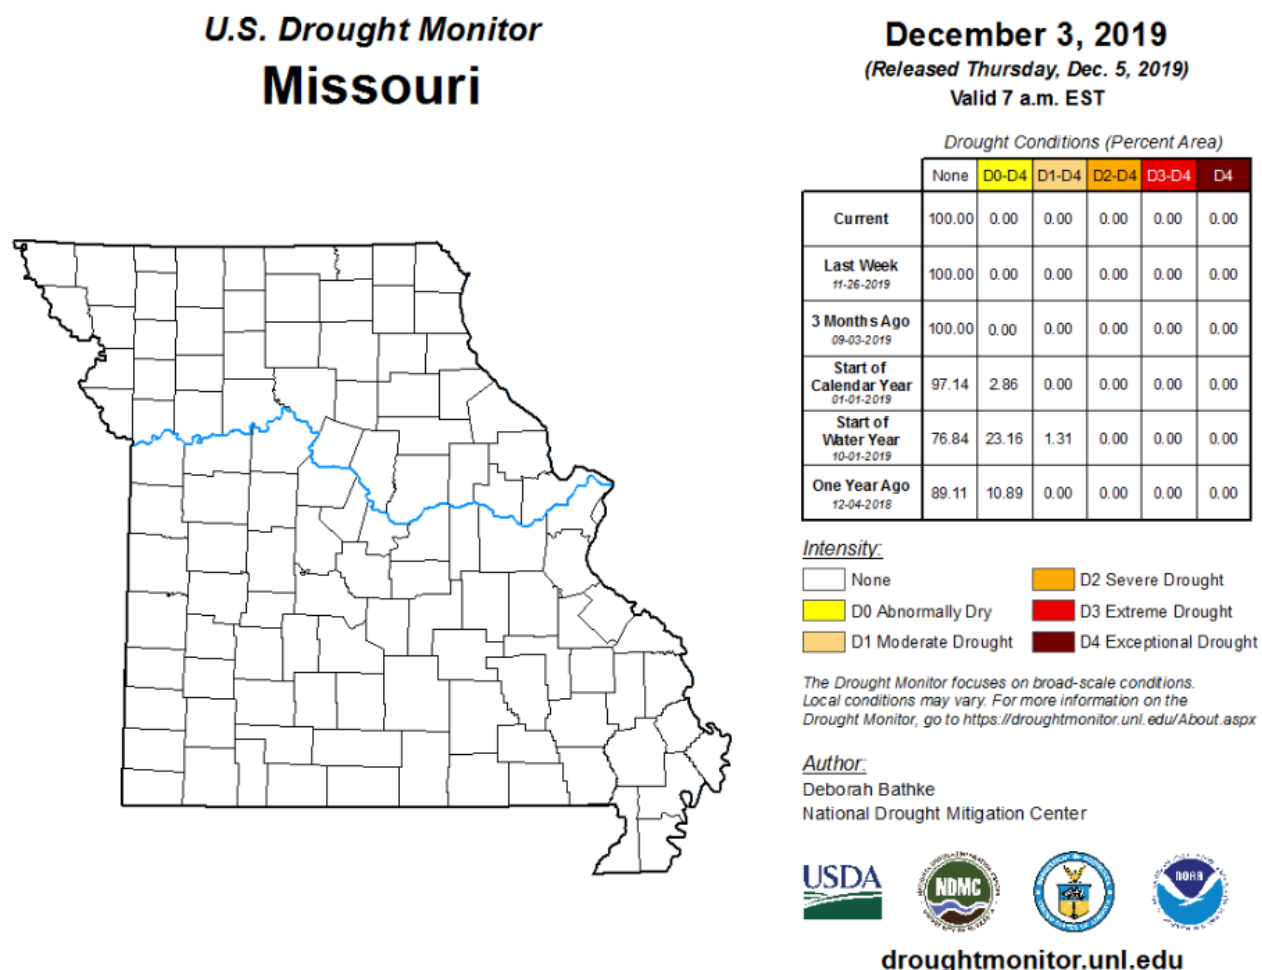 U.S. Drought Monitor
Missouri
December 3, 2019
(Released Thursday, Dec. 5, 2019)
Valid 7 a.m. EST
Drought Conditions (Percent Area)
None D0-D4 D1-D4 D2-D4 D3-D4 D4
Current 100.00 0.00 0.00 0.00 0.00 0.00
Last Week
11-26-2019
100.00 0.00 0.00 0.00 0.00 0.00
3 Months Ago
09-03-2019
100.00 0.00 0.00 0.00 0.00 0.00
Start of
Calendar Year
01-01-2019
97.14 2.86 0.00 0.00 0.00 0.00
Start of
Water Year
10-01-2019
76.84 23.16 1.31 0.00 0.00 0.00
One Year Ago
12-04-2018
89.11 10.89 0.00 0.00 0.00 0.00
Intensity:
None
D0 Abnormally Dry
D1 Moderate Drought
D2 Severe Drought
D3 Extreme Drought
D4 Exceptional Drought
The Drought Monitor focuses on broad-scale conditions.
Local conditions may vary. For more information on the
Drought Monitor, go to https://droughtmonitor.unl.edu/About.aspx
Author:
Deborah Bathke
National Drought Mitigation Center
USDA
NDMC
NOAA
droughtmonitor.unl.edu